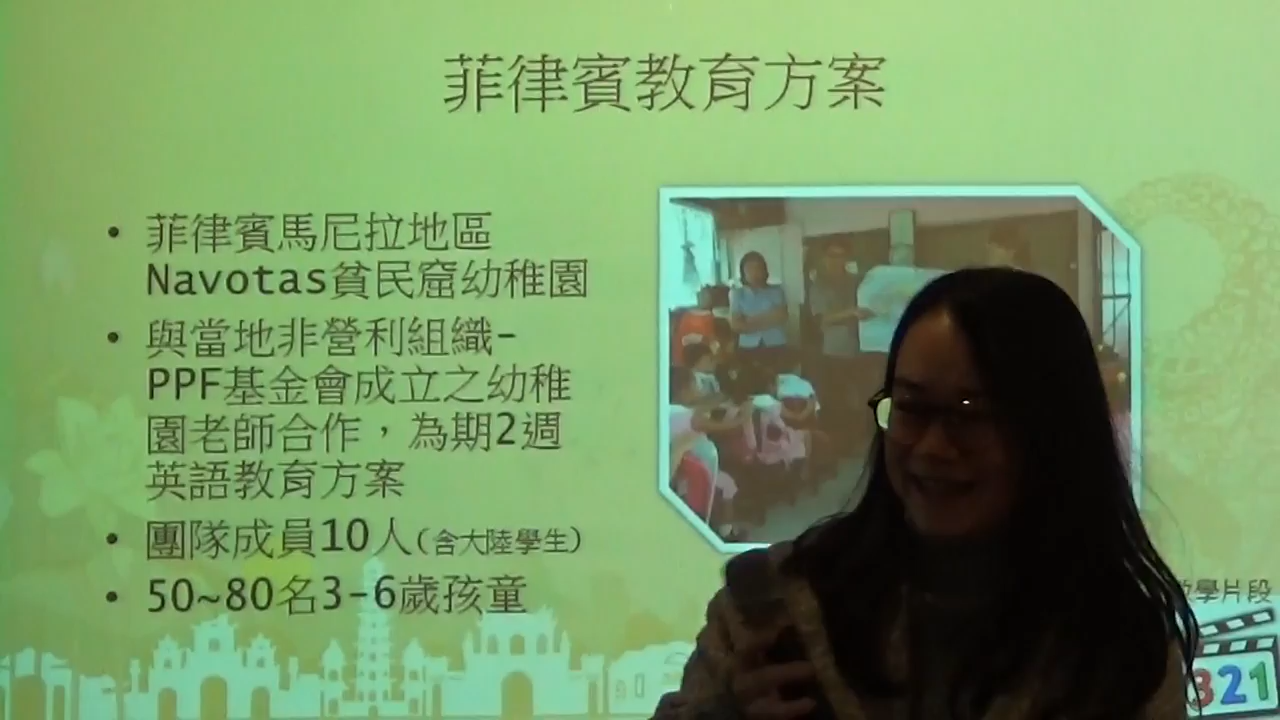 菲律賓教育方案
• 菲律賓馬尼拉地區
Navotas貧民窟幼稚園
• 與當地非營利組織-
PPF基金會成立之幼稚
園老師合作，為期2週
英語教育方案
• 團隊成員10人(含大陸學生)
• 50~80名3-6歲孩童
學片段
321